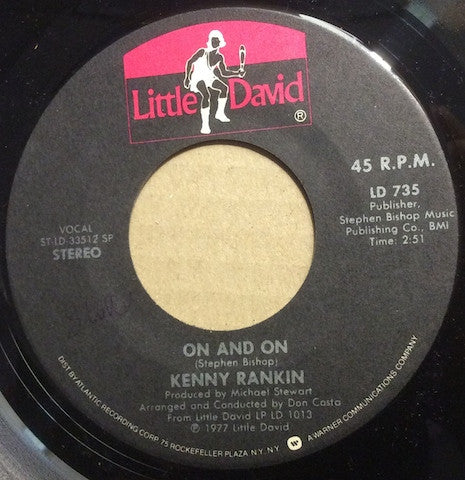 Little David
®
45 R.P.M.
LD 735
Publisher,
Stephen Bishop Music
Publishing Co., BMI
Time: 2:51
VOCAL
ST-LD-33512 SP
STEREO
ON AND ON
(Stephen Bishop)
KENNY RANKIN
Produced by Michael Stewart
Arranged and Conducted by Don Costa
From Little David LP LD 1013
℗ 1977 Little David
DIST BY ATLANTIC RECORDING CORP. 75 ROCKEFELLER PLAZA N.Y. N.Y.
A WARNER COMMUNICATIONS COMPANY